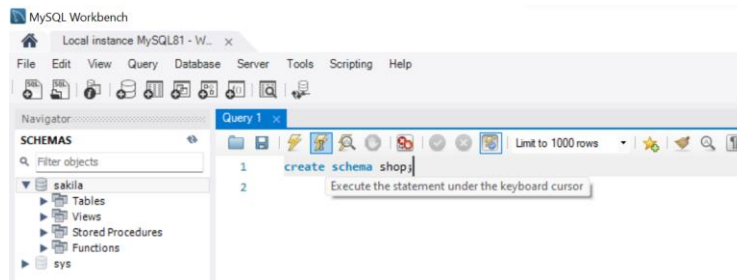 MySQL Workbench
Local instance MySQL81 - W... ×
File Edit View Query Database Server Tools Scripting Help
Navigator
Query 1 ×
SCHEMAS
Limit to 1000 rows
Filter objects
1 create schema shop;
sakila
2
Execute the statement under the keyboard cursor
Tables
Views
Stored Procedures
Functions
sys